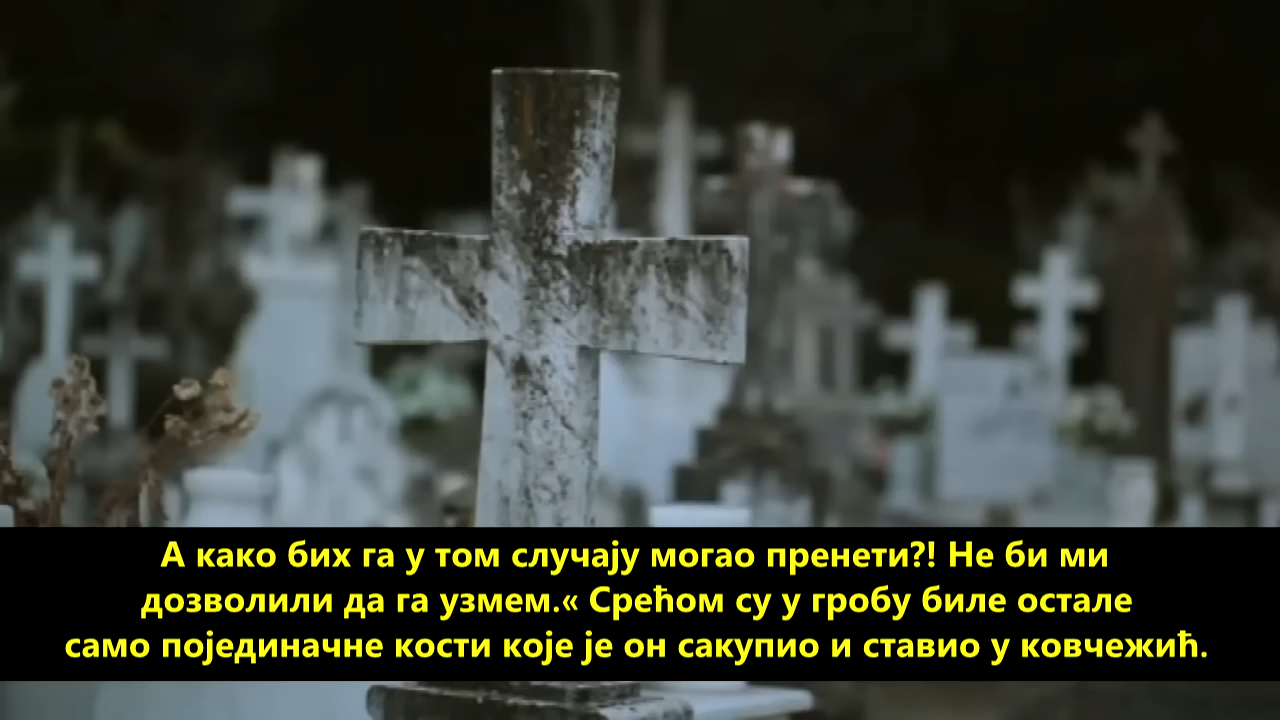 А како бих га у том случају могао пренети?! Не би ми
дозволили да га узмем.« Срећом су у гробу биле остале
само појединачне кости које је он сакупио и ставио у ковчежић.